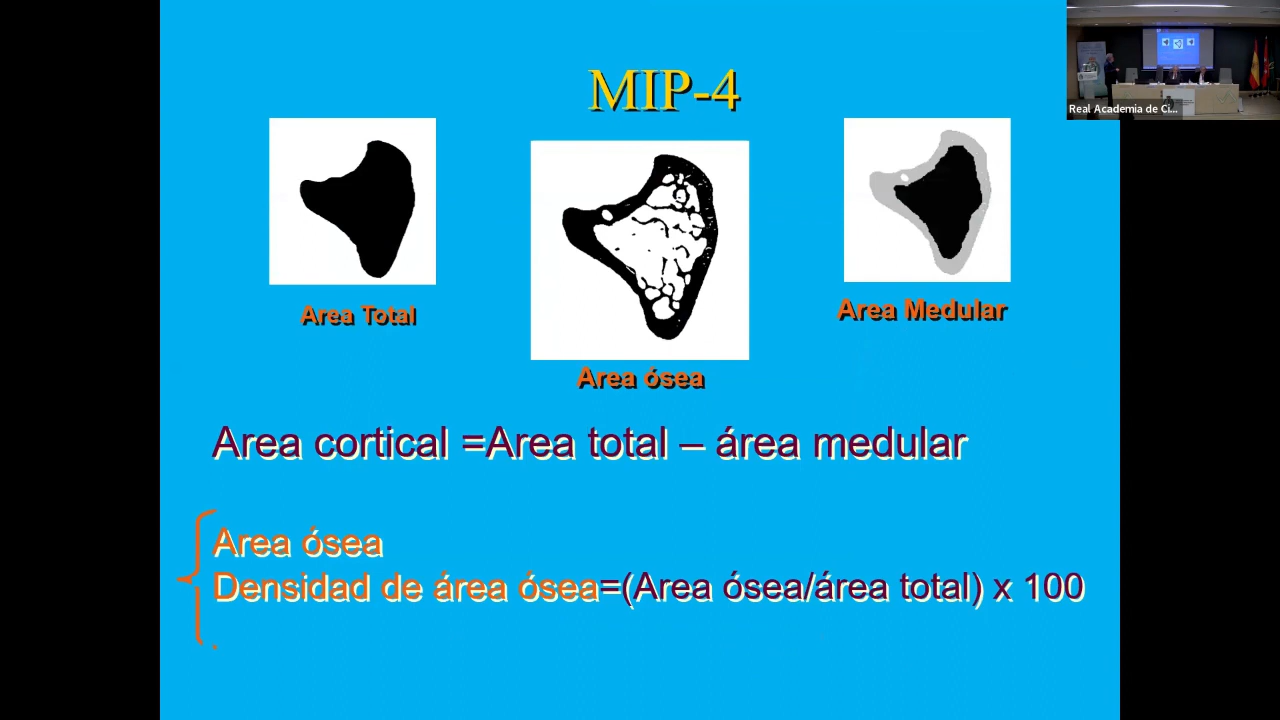 MIP-4
Real Academia de Ci...
Area Total
Area ósea
Area Medular
Area cortical =Area total – área medular
Area ósea
Densidad de área ósea=(Area ósea/área total) x 100
.